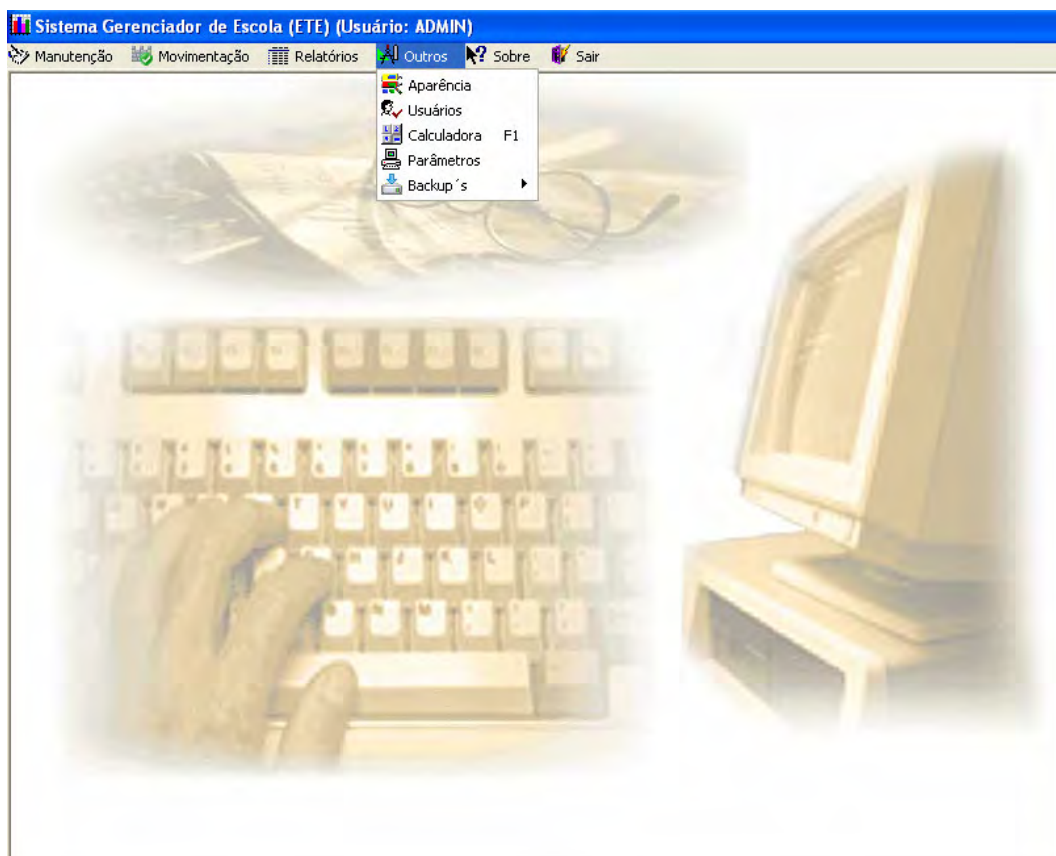 Sistema Gerenciador de Escola (ETE) (Usuário: ADMIN)
Manutenção Movimentação Relatórios Outros Sobre Sair
Aparência
Usuários
Calculadora F1
Parâmetros
Backup´s